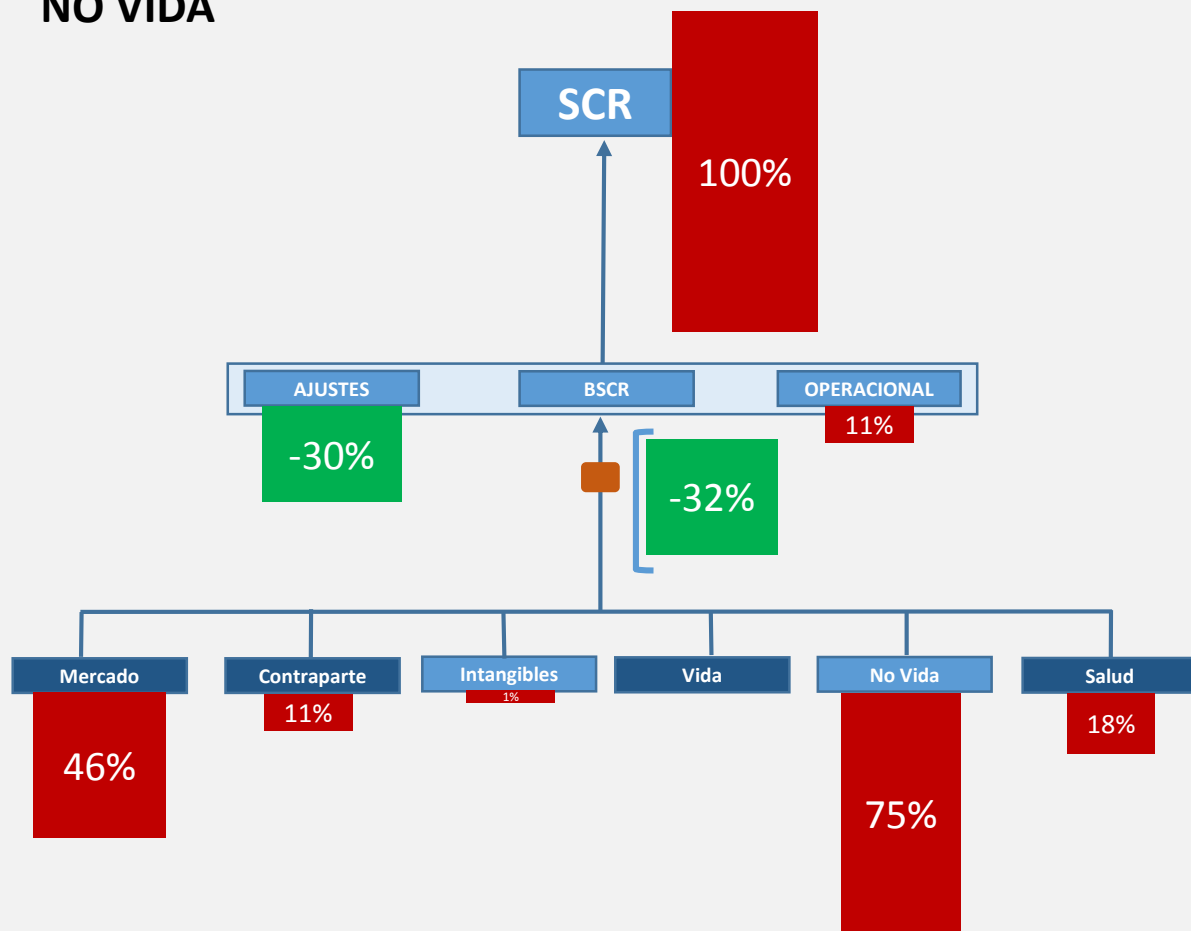 NO VIDA
SCR
100%
AJUSTES
BSCR
OPERACIONAL
-30%
11%
-32%
Mercado
Contraparte
Intangibles
Vida
No Vida
Salud
46%
11%
1%
75%
18%